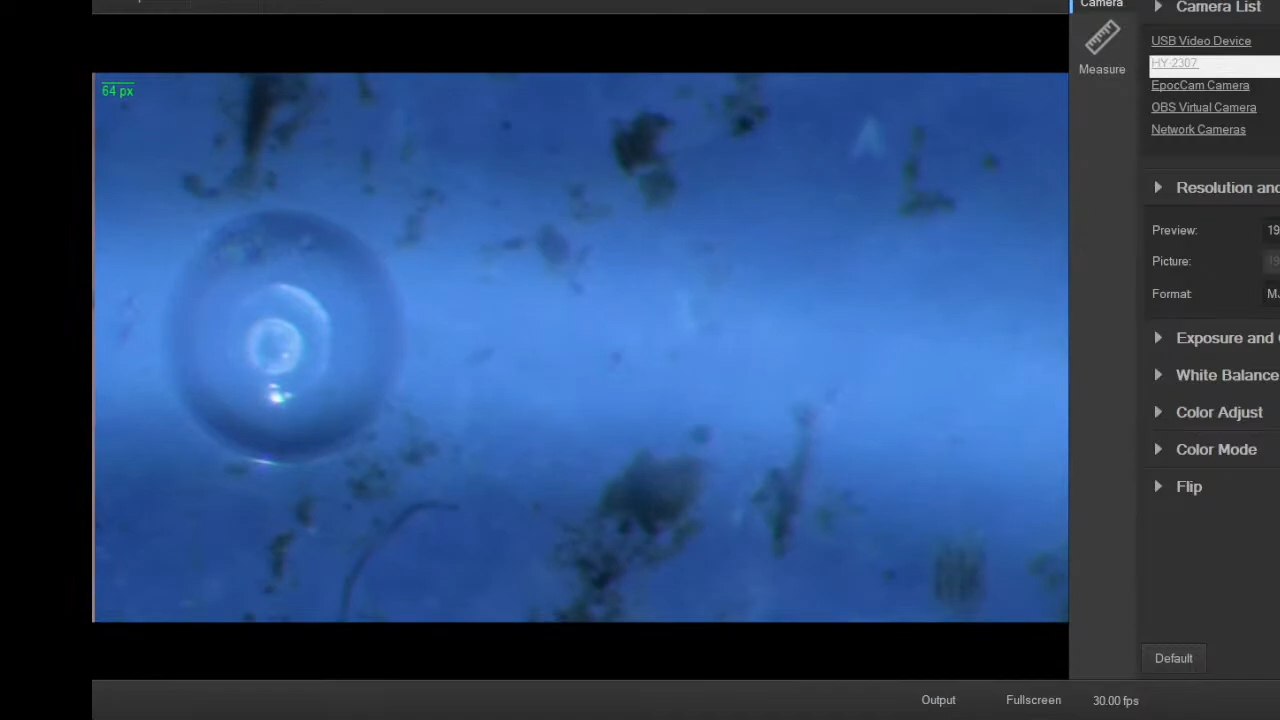 Camera
Camera List
Measure
USB Video Device
HY-2307
EpocCam Camera
OBS Virtual Camera
Network Cameras
64 px
Resolution and
Preview: 19
Picture: 19
Format:
Exposure and
White Balance
Color Adjust
Color Mode
Flip
Default
Output
Fullscreen
30.00 fps